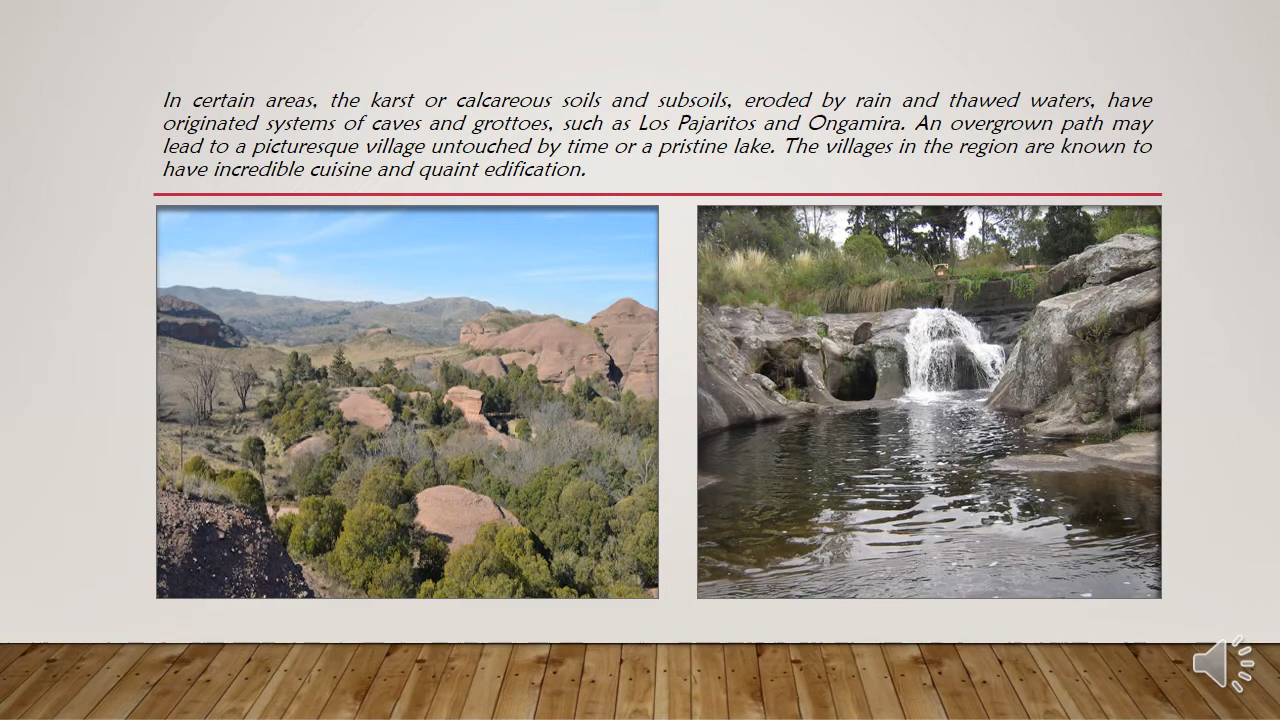 In certain areas, the karst or calcareous soils and subsoils, eroded by rain and thawed waters, have
originated systems of caves and grottoes, such as Los Pajaritos and Ongamira. An overgrown path may
lead to a picturesque village untouched by time or a pristine lake. The villages in the region are known to
have incredible cuisine and quaint edification.